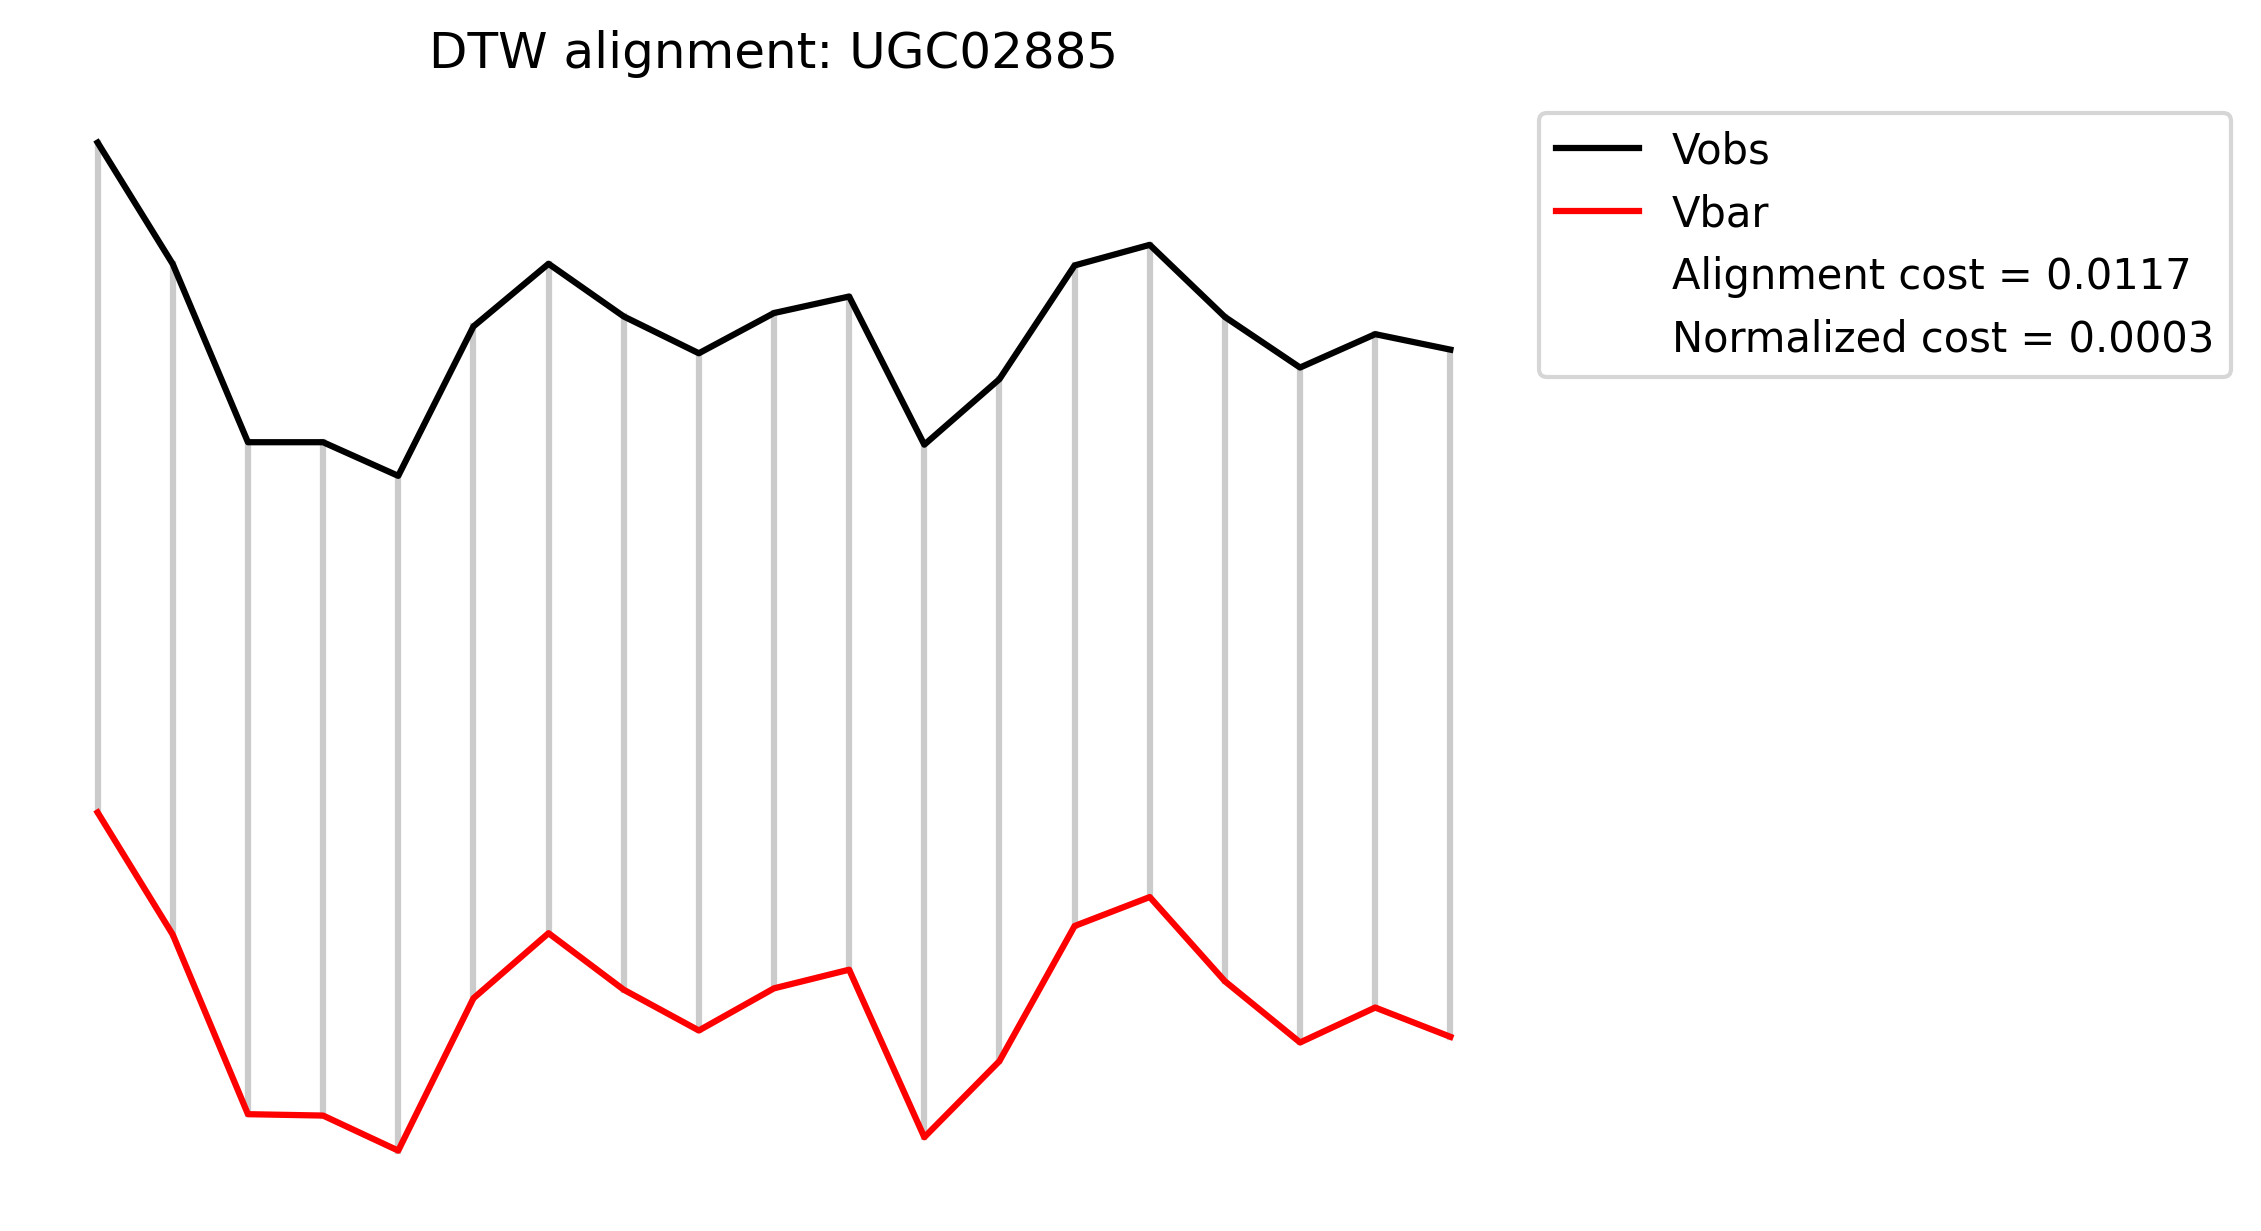 DTW alignment: UGC02885
Vobs
Vbar
Alignment cost = 0.0117
Normalized cost = 0.0003